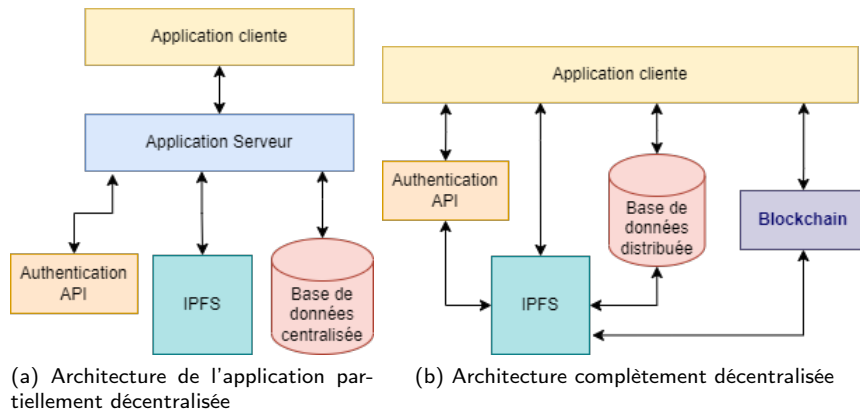 Application cliente
Application Serveur
Authentication
API
IPFS
Base de
données
centralisée
(a) Architecture de l'application par-
tiellement décentralisée
Application cliente
Authentication
API
Base de
données
distribuée
Blockchain
IPFS
(b) Architecture complètement décentralisée